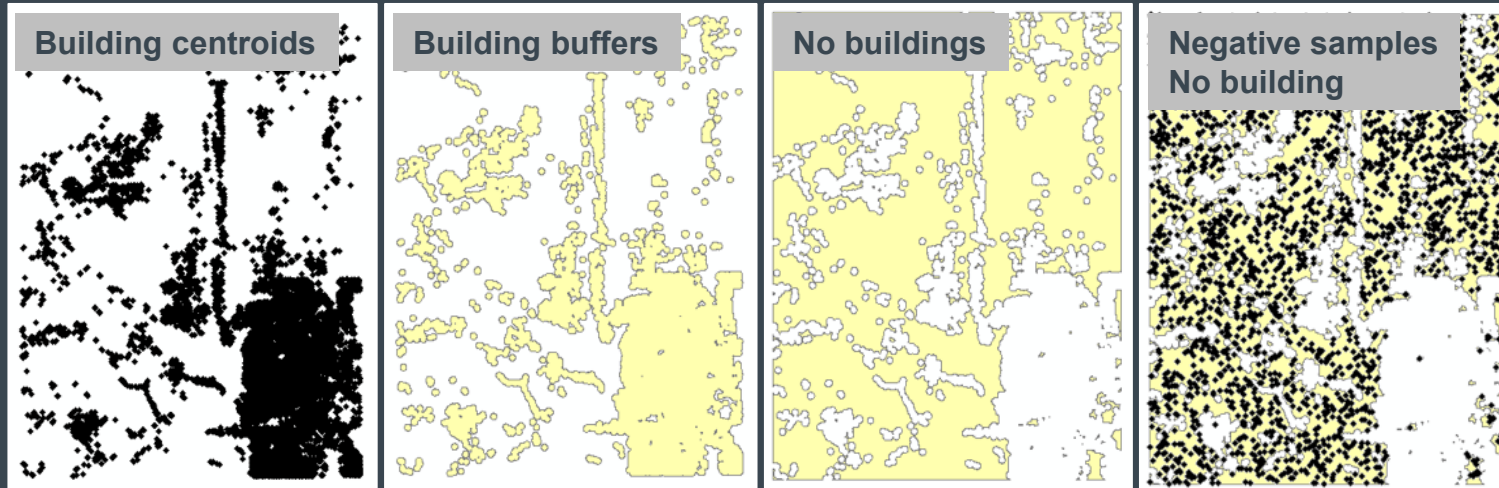 Building centroids
Building buffers
No buildings
Negative samples
No building